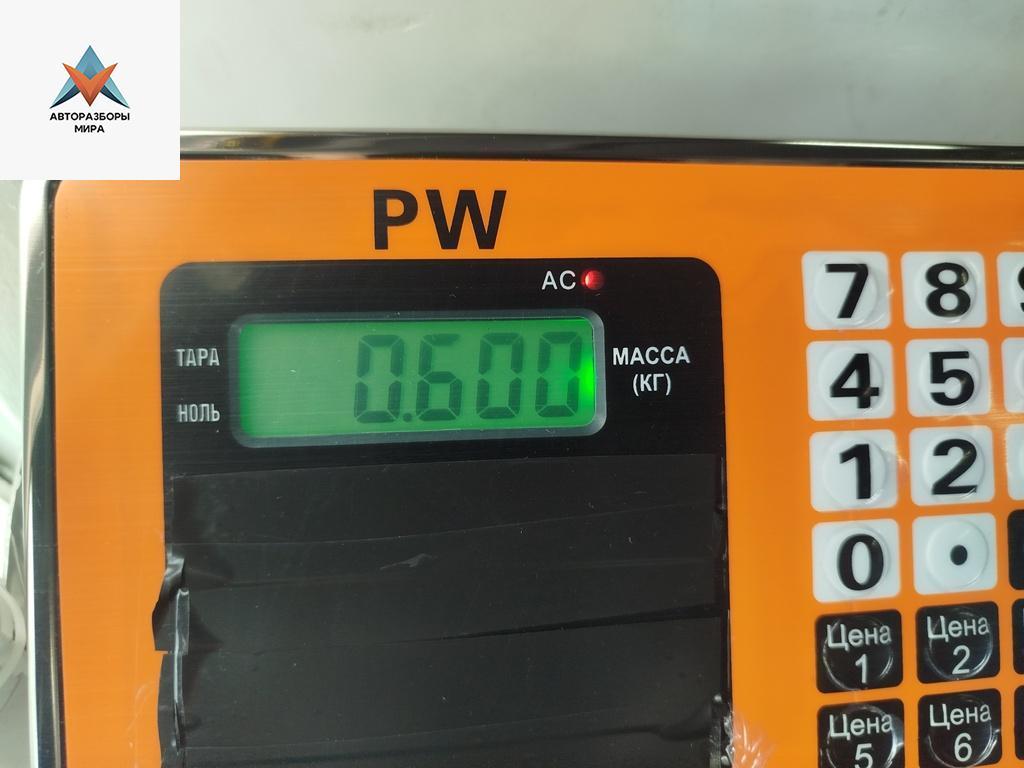 АВТОРАЗБОРЫ
МИРА
PW
AC
ТАРА
НОЛЬ
0.600
МАССА
(КГ)
7 8
4 5
1 2
0 •
Цена 1
Цена 2
Цена 5
Цена 6